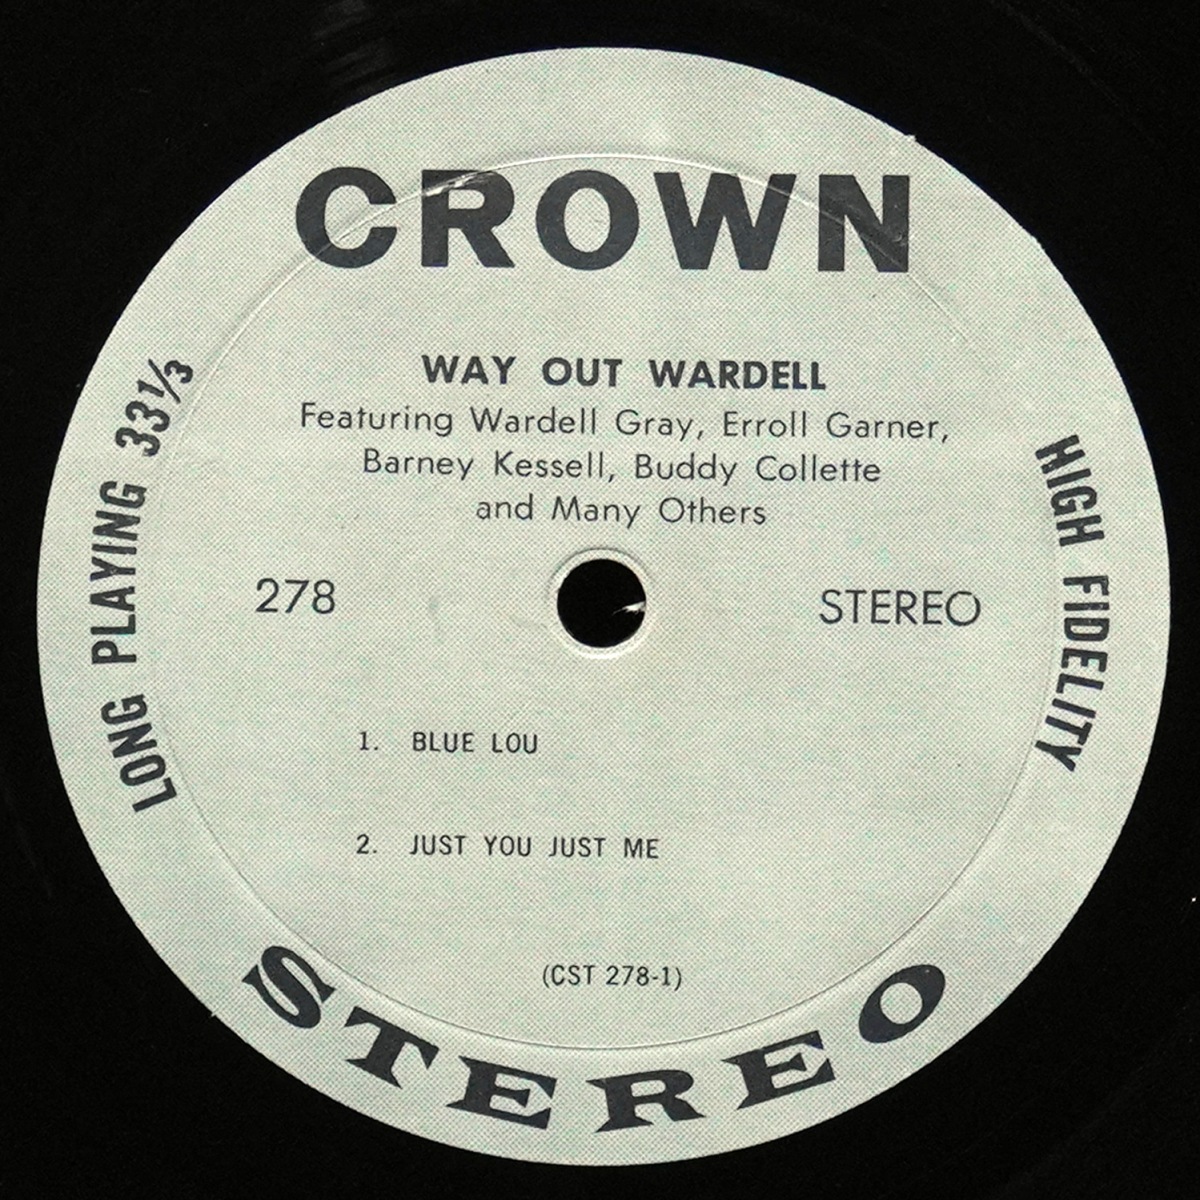 CROWN
WAY OUT WARDELL
Featuring Wardell Gray, Erroll Garner,
Barney Kessell, Buddy Collette
and Many Others
LONG PLAYING 33⅓
278
STEREO
HIGH FIDELITY
1. BLUE LOU
2. JUST YOU JUST ME
(CST 278-1)
STEREO